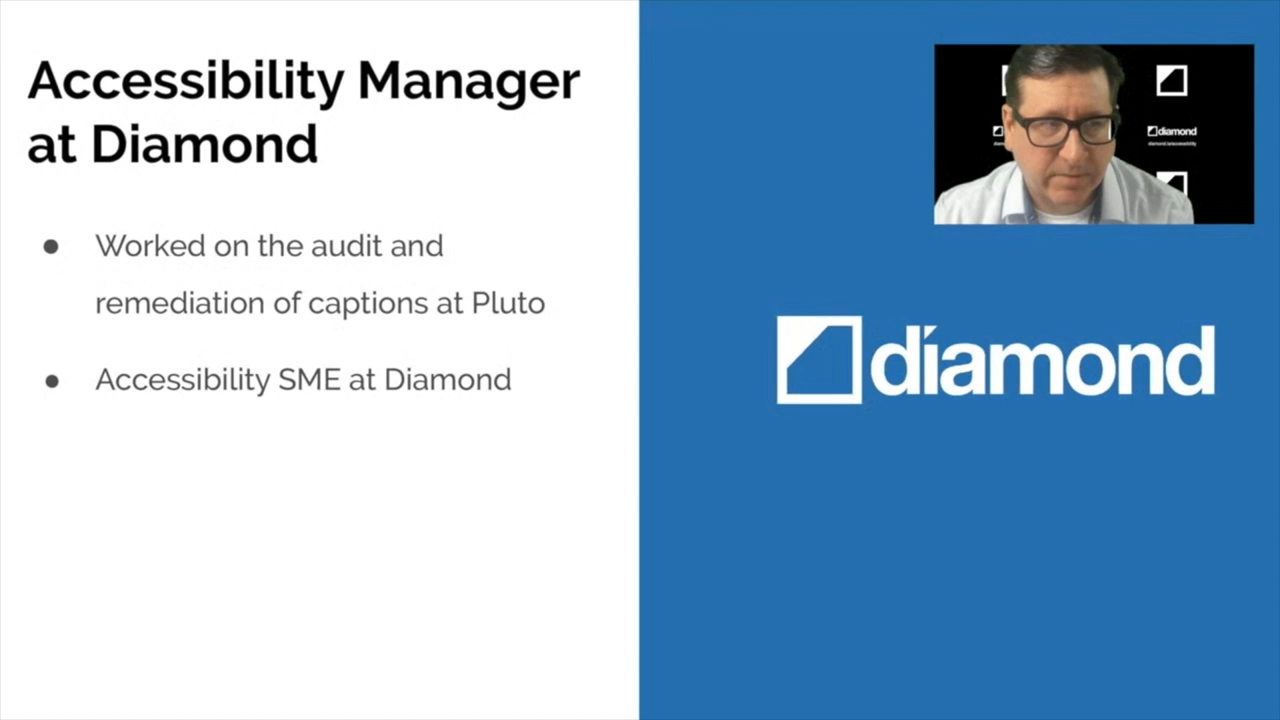 Accessibility Manager
at Diamond
● Worked on the audit and
remediation of captions at Pluto
● Accessibility SME at Diamond
diamond
diamond